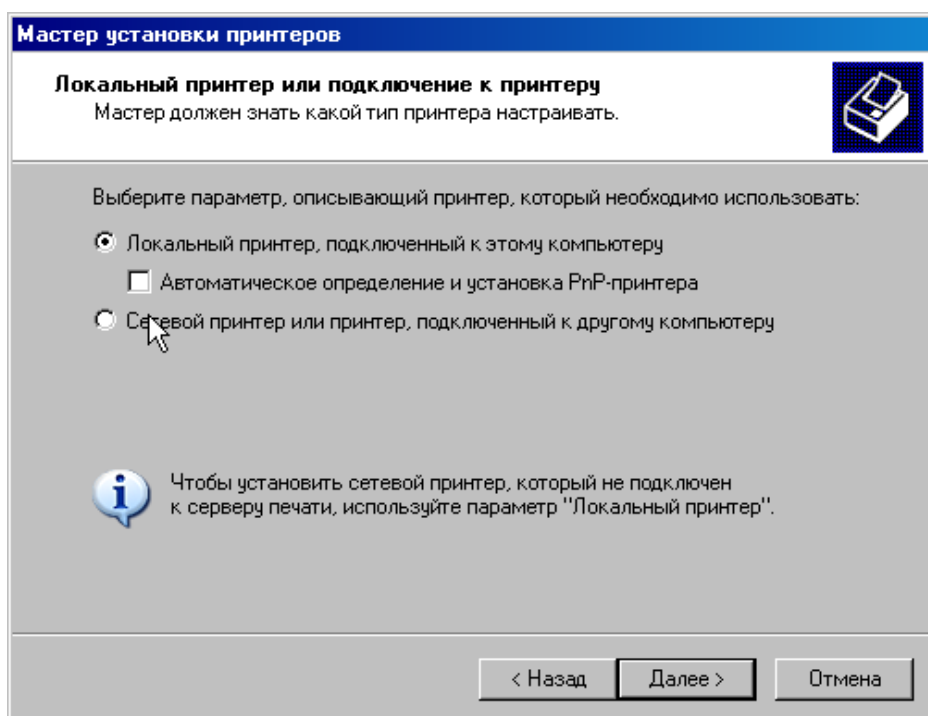 Мастер установки принтеров
Локальный принтер или подключение к принтеру
Мастер должен знать какой тип принтера настраивать.
Выберите параметр, описывающий принтер, который необходимо использовать:
Локальный принтер, подключенный к этому компьютеру
Автоматическое определение и установка PnP-принтера
Сетевой принтер или принтер, подключенный к другому компьютеру
Чтобы установить сетевой принтер, который не подключен
к серверу печати, используйте параметр "Локальный принтер".
< Назад Далее > Отмена